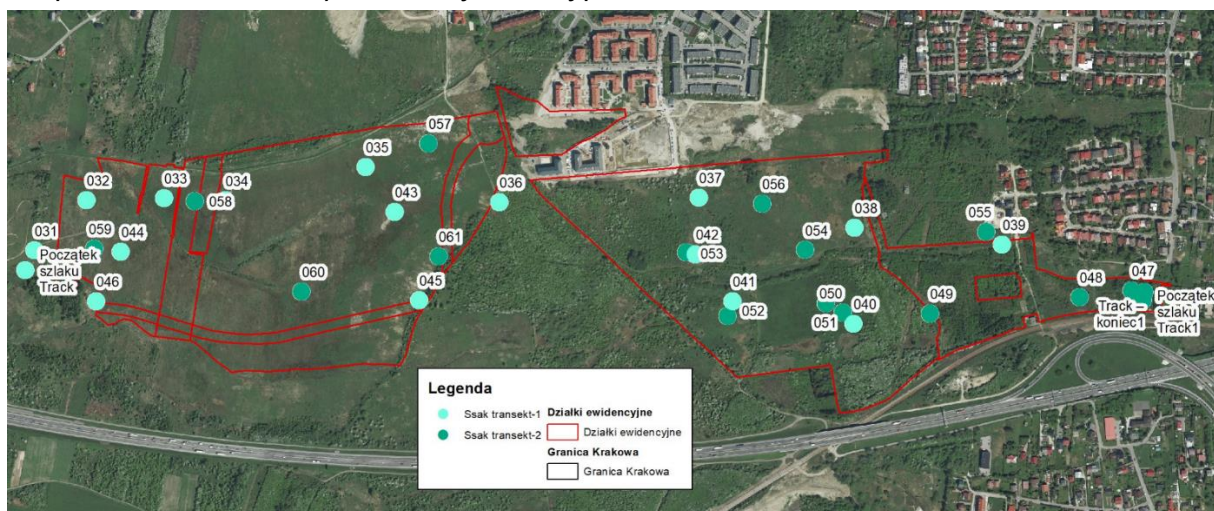 057
035
032
033
034
058
043
036
037
056
038
055
031
059
044
039
Początek
szlaku
Track
061
042
053
054
060
046
045
041
052
050
051
040
049
048
047
Track –
koniec1
Początek
szlaku
Track1
Legenda
Ssak transekt-1
Ssak transekt-2
Działki ewidencyjne
Działki ewidencyjne
Granica Krakowa
Granica Krakowa